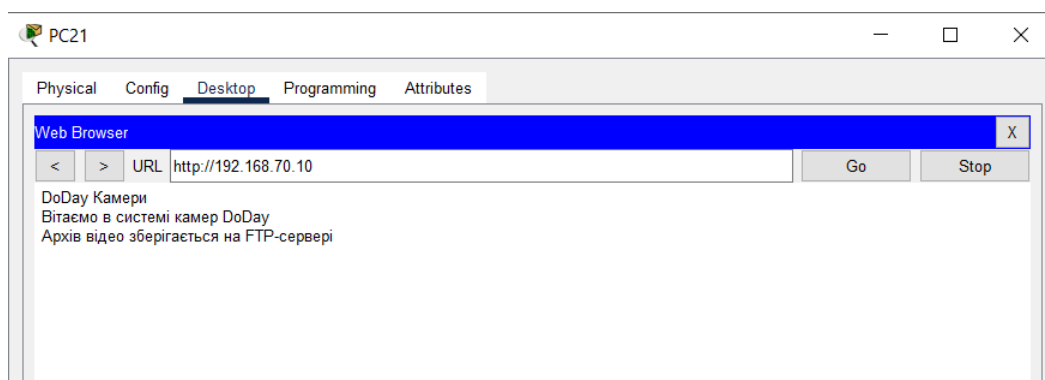 PC21
Physical Config Desktop Programming Attributes
Web Browser X
< > URL http://192.168.70.10 Go Stop
DoDay Камери
Вітаємо в системі камер DoDay
Архів відео зберігається на FTP-сервері